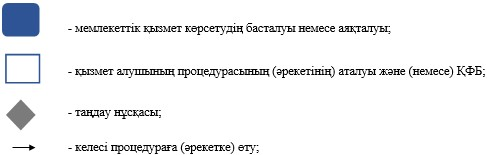 - мемлекеттік қызмет көрсетудің басталуы немесе аяқталуы;
- қызмет алушының процедурасының (әрекетінің) аталуы және (немесе) ҚФБ;
- таңдау нұсқасы;
- келесі процедураға (әрекетке) өту;